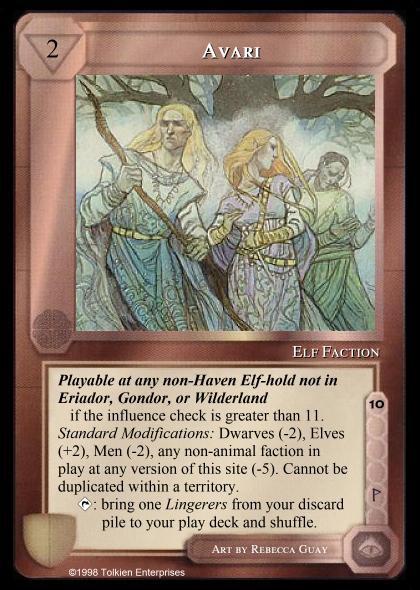 2
AVARI
ELF FACTION
Playable at any non-Haven Elf-hold not in
Eriador, Gondor, or Wilderland
if the influence check is greater than 11.
Standard Modifications: Dwarves (-2), Elves
(+2), Men (-2), any non-animal faction in
play at any version of this site (-5). Cannot be
duplicated within a territory.
: bring one Lingerers from your discard
pile to your play deck and shuffle.
10
ᚹ
ART BY REBECCA GUAY
©1998 Tolkien Enterprises